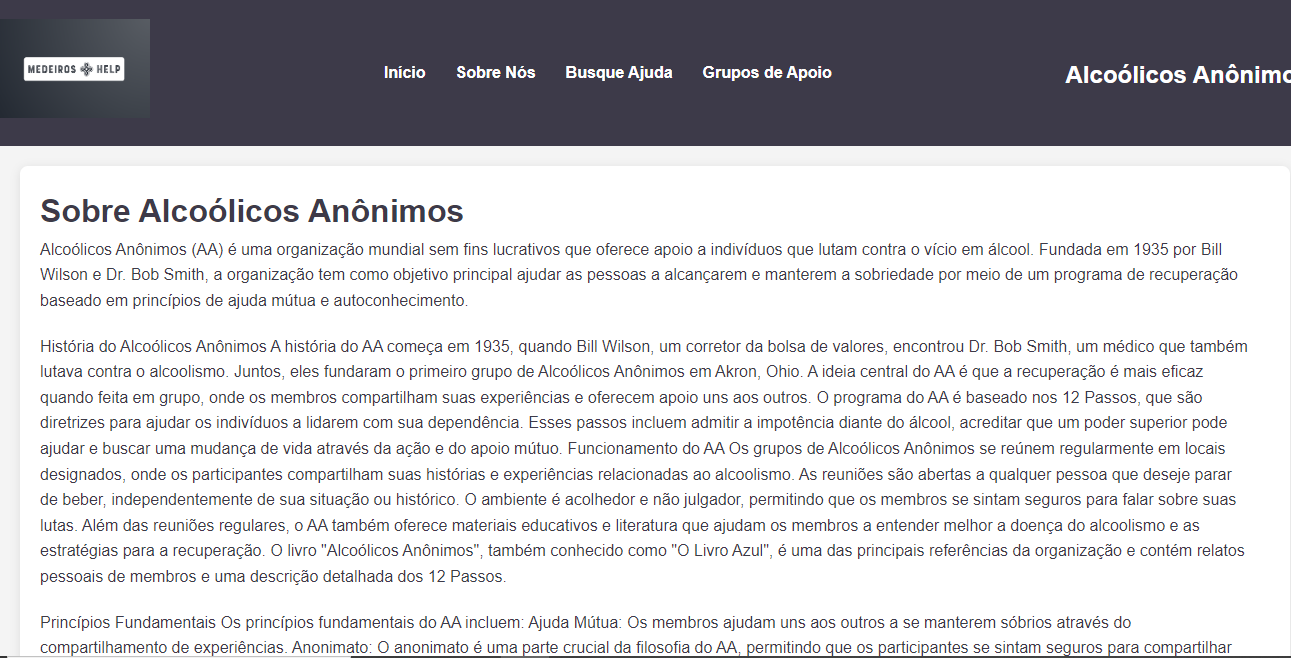 MEDEIROS HELP
Início Sobre Nós Busque Ajuda Grupos de Apoio
Alcoólicos Anônimo
Sobre Alcoólicos Anônimos
Alcoólicos Anônimos (AA) é uma organização mundial sem fins lucrativos que oferece apoio a indivíduos que lutam contra o vício em álcool. Fundada em 1935 por Bill
Wilson e Dr. Bob Smith, a organização tem como objetivo principal ajudar as pessoas a alcançarem e manterem a sobriedade por meio de um programa de recuperação
baseado em princípios de ajuda mútua e autoconhecimento.
História do Alcoólicos Anônimos A história do AA começa em 1935, quando Bill Wilson, um corretor da bolsa de valores, encontrou Dr. Bob Smith, um médico que também
lutava contra o alcoolismo. Juntos, eles fundaram o primeiro grupo de Alcoólicos Anônimos em Akron, Ohio. A ideia central do AA é que a recuperação é mais eficaz
quando feita em grupo, onde os membros compartilham suas experiências e oferecem apoio uns aos outros. O programa do AA é baseado nos 12 Passos, que são
diretrizes para ajudar os indivíduos a lidarem com sua dependência. Esses passos incluem admitir a impotência diante do álcool, acreditar que um poder superior pode
ajudar e buscar uma mudança de vida através da ação e do apoio mútuo. Funcionamento do AA Os grupos de Alcoólicos Anônimos se reúnem regularmente em locais
designados, onde os participantes compartilham suas histórias e experiências relacionadas ao alcoolismo. As reuniões são abertas a qualquer pessoa que deseje parar
de beber, independentemente de sua situação ou histórico. O ambiente é acolhedor e não julgador, permitindo que os membros se sintam seguros para falar sobre suas
lutas. Além das reuniões regulares, o AA também oferece materiais educativos e literatura que ajudam os membros a entender melhor a doença do alcoolismo e as
estratégias para a recuperação. O livro "Alcoólicos Anônimos", também conhecido como "O Livro Azul", é uma das principais referências da organização e contém relatos
pessoais de membros e uma descrição detalhada dos 12 Passos.
Princípios Fundamentais Os princípios fundamentais do AA incluem: Ajuda Mútua: Os membros ajudam uns aos outros a se manterem sóbrios através do
compartilhamento de experiências. Anonimato: O anonimato é uma parte crucial da filosofia do AA, permitindo que os participantes se sintam seguros para compartilhar